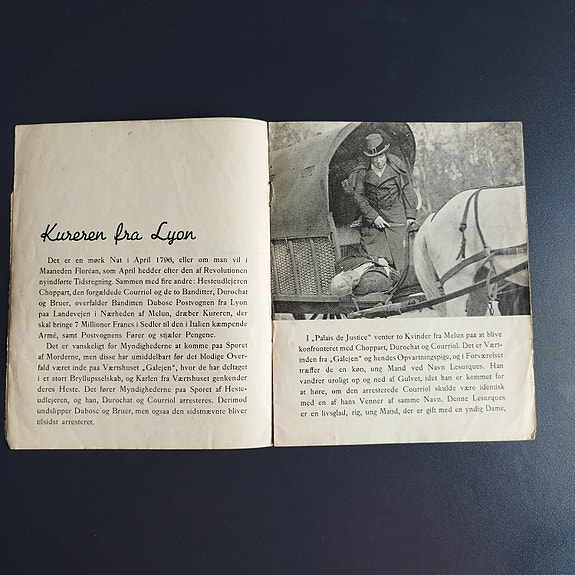 Kureren fra Lyon
Det er en mørk Nat i April 1796, eller om man vil i
Maaneden Floréan, som April hedder efter den af Revolutionen
nyindførte Tidsregning. Sammen med fire andre: Hesteudlejeren
Choppart, den forgældede Courriol og de to Banditter, Durochat
og Bruer, overfalder Banditten Dubosc Postvognen fra Lyon
paa Landevejen i Nærheden af Melun, dræber Kureren, der
skal bringe 7 Millioner Francs i Sedler til den i Italien kæmpende
Armé, samt Postvognens Fører og stjæler Pengene.
Det er vanskeligt for Myndighederne at komme paa Sporet
af Morderne, men disse har umiddelbart før det blodige Over-
fald været inde paa Værtshuset „Galejen", hvor de har deltaget
i et stort Bryllupsselskab, og Karlen fra Værtshuset genkender
deres Heste. Det fører Myndighederne paa Sporet af Heste-
udlejeren, og han, Durochat og Courriol arresteres. Derimod
undslipper Dubosc og Bruer, men ogsaa den sidstnævnte bliver
tilsidst arresteret.
I „Palais de Justice" venter to Kvinder fra Melun paa at blive
konfronteret med Choppart, Durochat og Courriol. Det er Vært-
inden fra „Galejen" og hendes Opvartningspige, og i Forværelset
træffer de en køn, ung Mand ved Navn Lesurques. Han
vandrer uroligt op og ned af Gulvet, idet han er kommet for
at høre, om den arresterede Courriol skulde være identisk
med en af hans Venner af samme Navn. Denne Lesurques
er en livsglad, rig, ung Mand, der er gift med en yndig Dame,